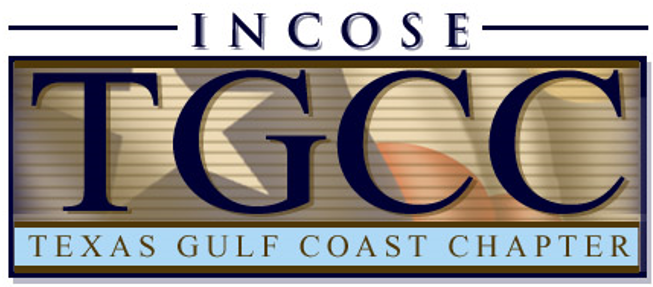 INCOSE
TGCC
TEXAS GULF COAST CHAPTER